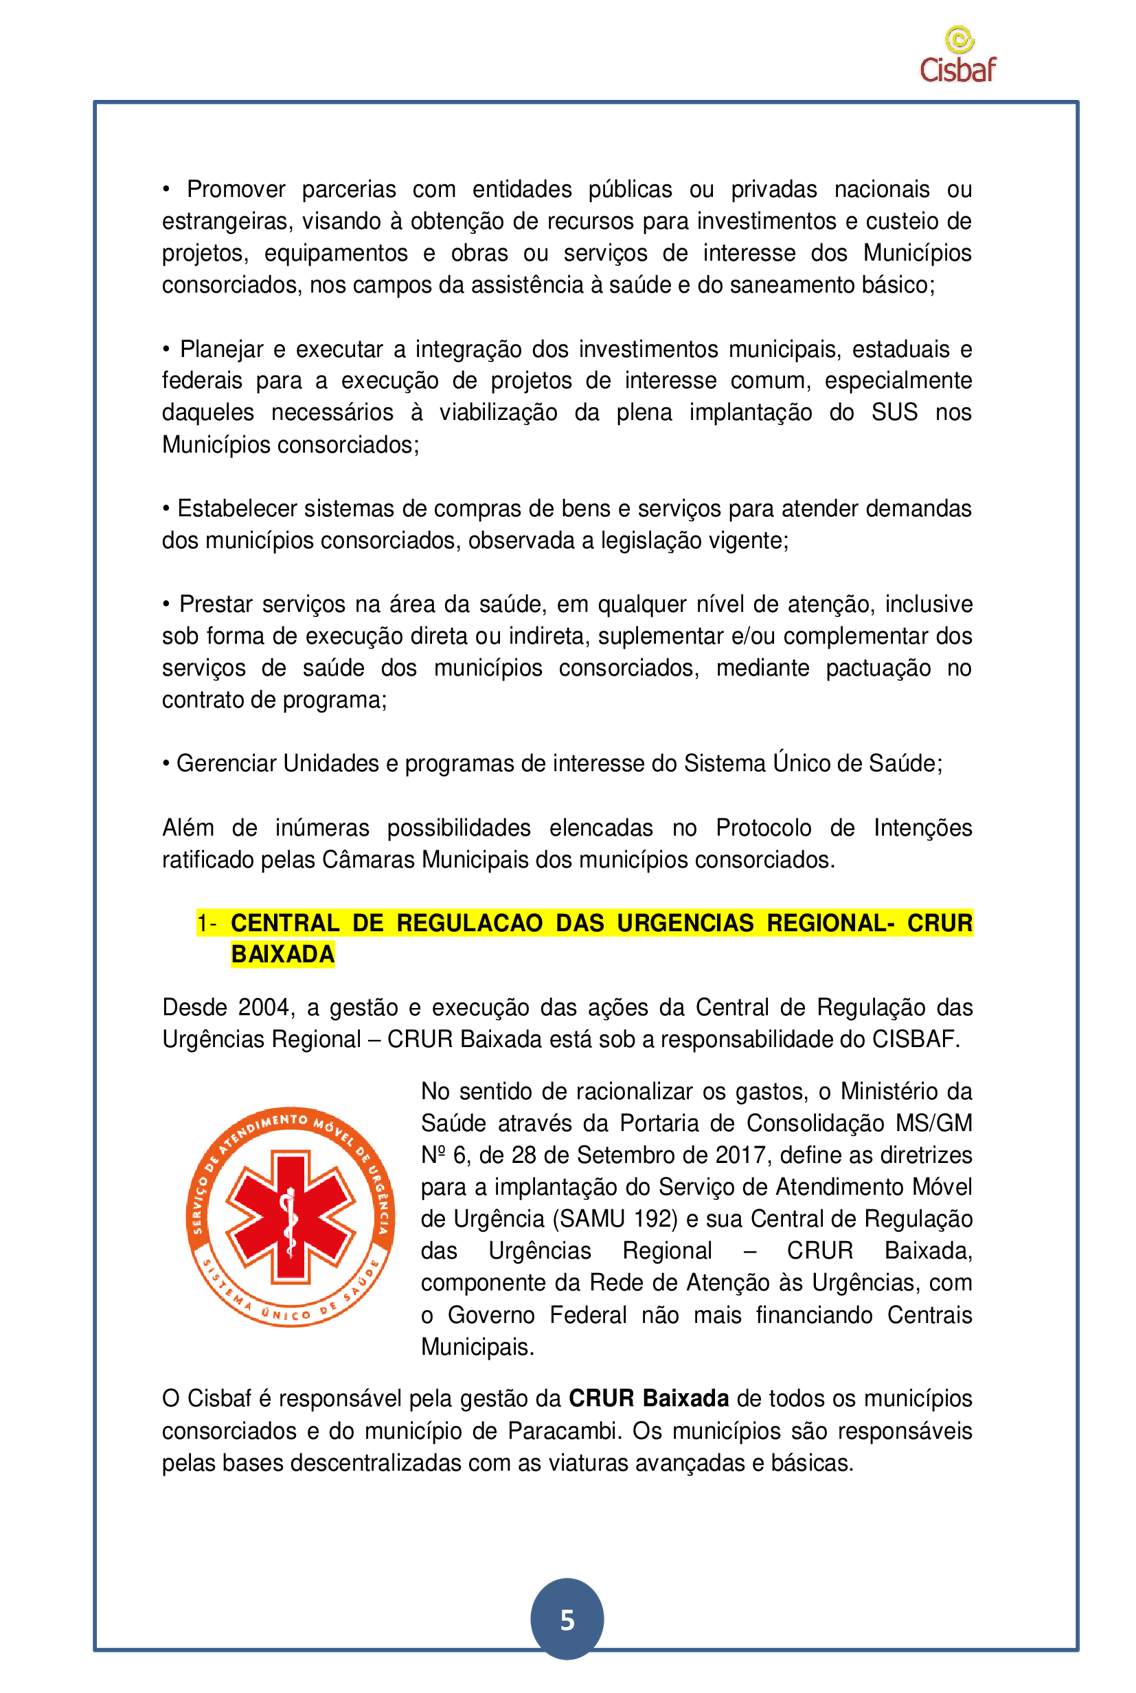 Cisbaf
• Promover parcerias com entidades públicas ou privadas nacionais ou
estrangeiras, visando à obtenção de recursos para investimentos e custeio de
projetos, equipamentos e obras ou serviços de interesse dos Municípios
consorciados, nos campos da assistência à saúde e do saneamento básico;
• Planejar e executar a integração dos investimentos municipais, estaduais e
federais para a execução de projetos de interesse comum, especialmente
daqueles necessários à viabilização da plena implantação do SUS nos
Municípios consorciados;
• Estabelecer sistemas de compras de bens e serviços para atender demandas
dos municípios consorciados, observada a legislação vigente;
• Prestar serviços na área da saúde, em qualquer nível de atenção, inclusive
sob forma de execução direta ou indireta, suplementar e/ou complementar dos
serviços de saúde dos municípios consorciados, mediante pactuação no
contrato de programa;
• Gerenciar Unidades e programas de interesse do Sistema Único de Saúde;
Além de inúmeras possibilidades elencadas no Protocolo de Intenções
ratificado pelas Câmaras Municipais dos municípios consorciados.
1- CENTRAL DE REGULACAO DAS URGENCIAS REGIONAL- CRUR
BAIXADA
Desde 2004, a gestão e execução das ações da Central de Regulação das
Urgências Regional – CRUR Baixada está sob a responsabilidade do CISBAF.
SERVIÇO DE ATENDIMENTO MÓVEL DE URGÊNCIA
SISTEMA ÚNICO DE SAÚDE
No sentido de racionalizar os gastos, o Ministério da
Saúde através da Portaria de Consolidação MS/GM
Nº 6, de 28 de Setembro de 2017, define as diretrizes
para a implantação do Serviço de Atendimento Móvel
de Urgência (SAMU 192) e sua Central de Regulação
das Urgências Regional – CRUR Baixada,
componente da Rede de Atenção às Urgências, com
o Governo Federal não mais financiando Centrais
Municipais.
O Cisbaf é responsável pela gestão da CRUR Baixada de todos os municípios
consorciados e do município de Paracambi. Os municípios são responsáveis
pelas bases descentralizadas com as viaturas avançadas e básicas.
5